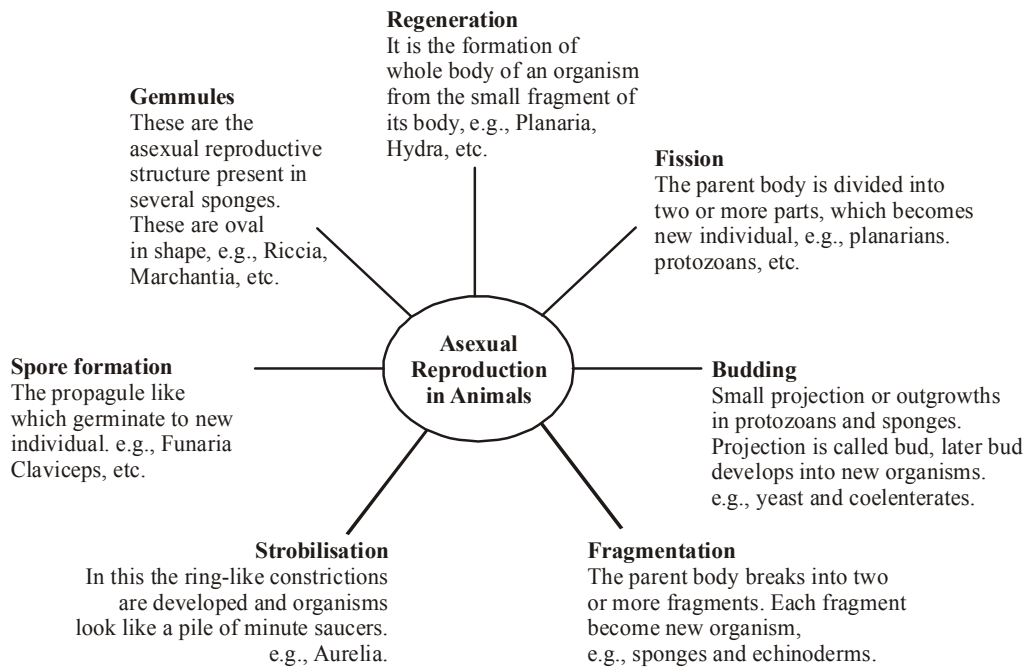 Regeneration
It is the formation of
whole body of an organism
from the small fragment of
its body, e.g., Planaria,
Hydra, etc.
Gemmules
These are the
asexual reproductive
structure present in
several sponges.
These are oval
in shape, e.g., Riccia,
Marchantia, etc.
Fission
The parent body is divided into
two or more parts, which becomes
new individual, e.g., planarians.
protozoans, etc.
Asexual
Reproduction
in Animals
Spore formation
The propagule like
which germinate to new
individual. e.g., Funaria
Claviceps, etc.
Budding
Small projection or outgrowths
in protozoans and sponges.
Projection is called bud, later bud
develops into new organisms.
e.g., yeast and coelenterates.
Strobilisation
In this the ring-like constrictions
are developed and organisms
look like a pile of minute saucers.
e.g., Aurelia.
Fragmentation
The parent body breaks into two
or more fragments. Each fragment
become new organism,
e.g., sponges and echinoderms.